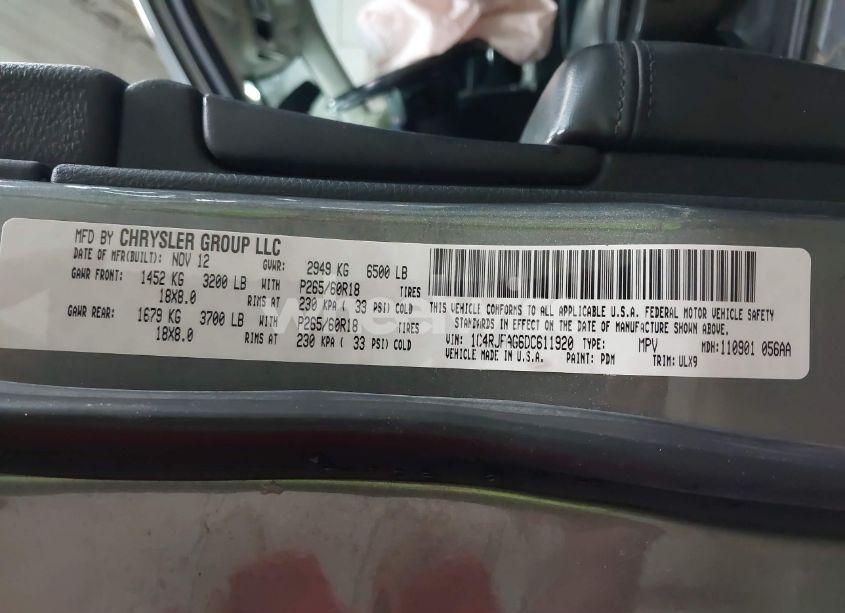 MFD BY CHRYSLER GROUP LLC
DATE OF MFR(BUILT): NOV 12 GVWR: 2949 KG 6500 LB
GAWR FRONT: 1452 KG 3200 LB WITH P265/60R18 TIRES
18X8.0 RIMS AT 230 KPA ( 33 PSI) COLD
GAWR REAR: 1679 KG 3700 LB WITH P265/60R18 TIRES
18X8.0 RIMS AT 230 KPA ( 33 PSI) COLD
THIS VEHICLE CONFORMS TO ALL APPLICABLE U.S.A. FEDERAL MOTOR VEHICLE SAFETY
STANDARDS IN EFFECT ON THE DATE OF MANUFACTURE SHOWN ABOVE.
VIN: 1C4RJFAG6DC611920 TYPE: MPV MDH: 110901 056AA
VEHICLE MADE IN U.S.A. PAINT: PDM TRIM: ULX9